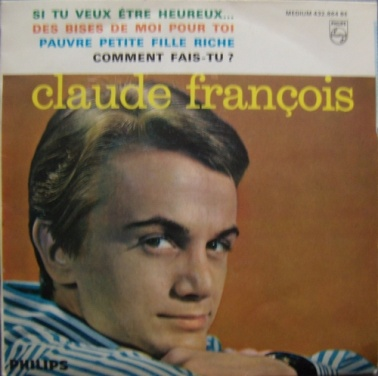 SI TU VEUX ÊTRE HEUREUX...
DES BISES DE MOI POUR TOI
PAUVRE PETITE FILLE RICHE
COMMENT FAIS-TU ?
PHILIPS
claude françois
PHILIPS